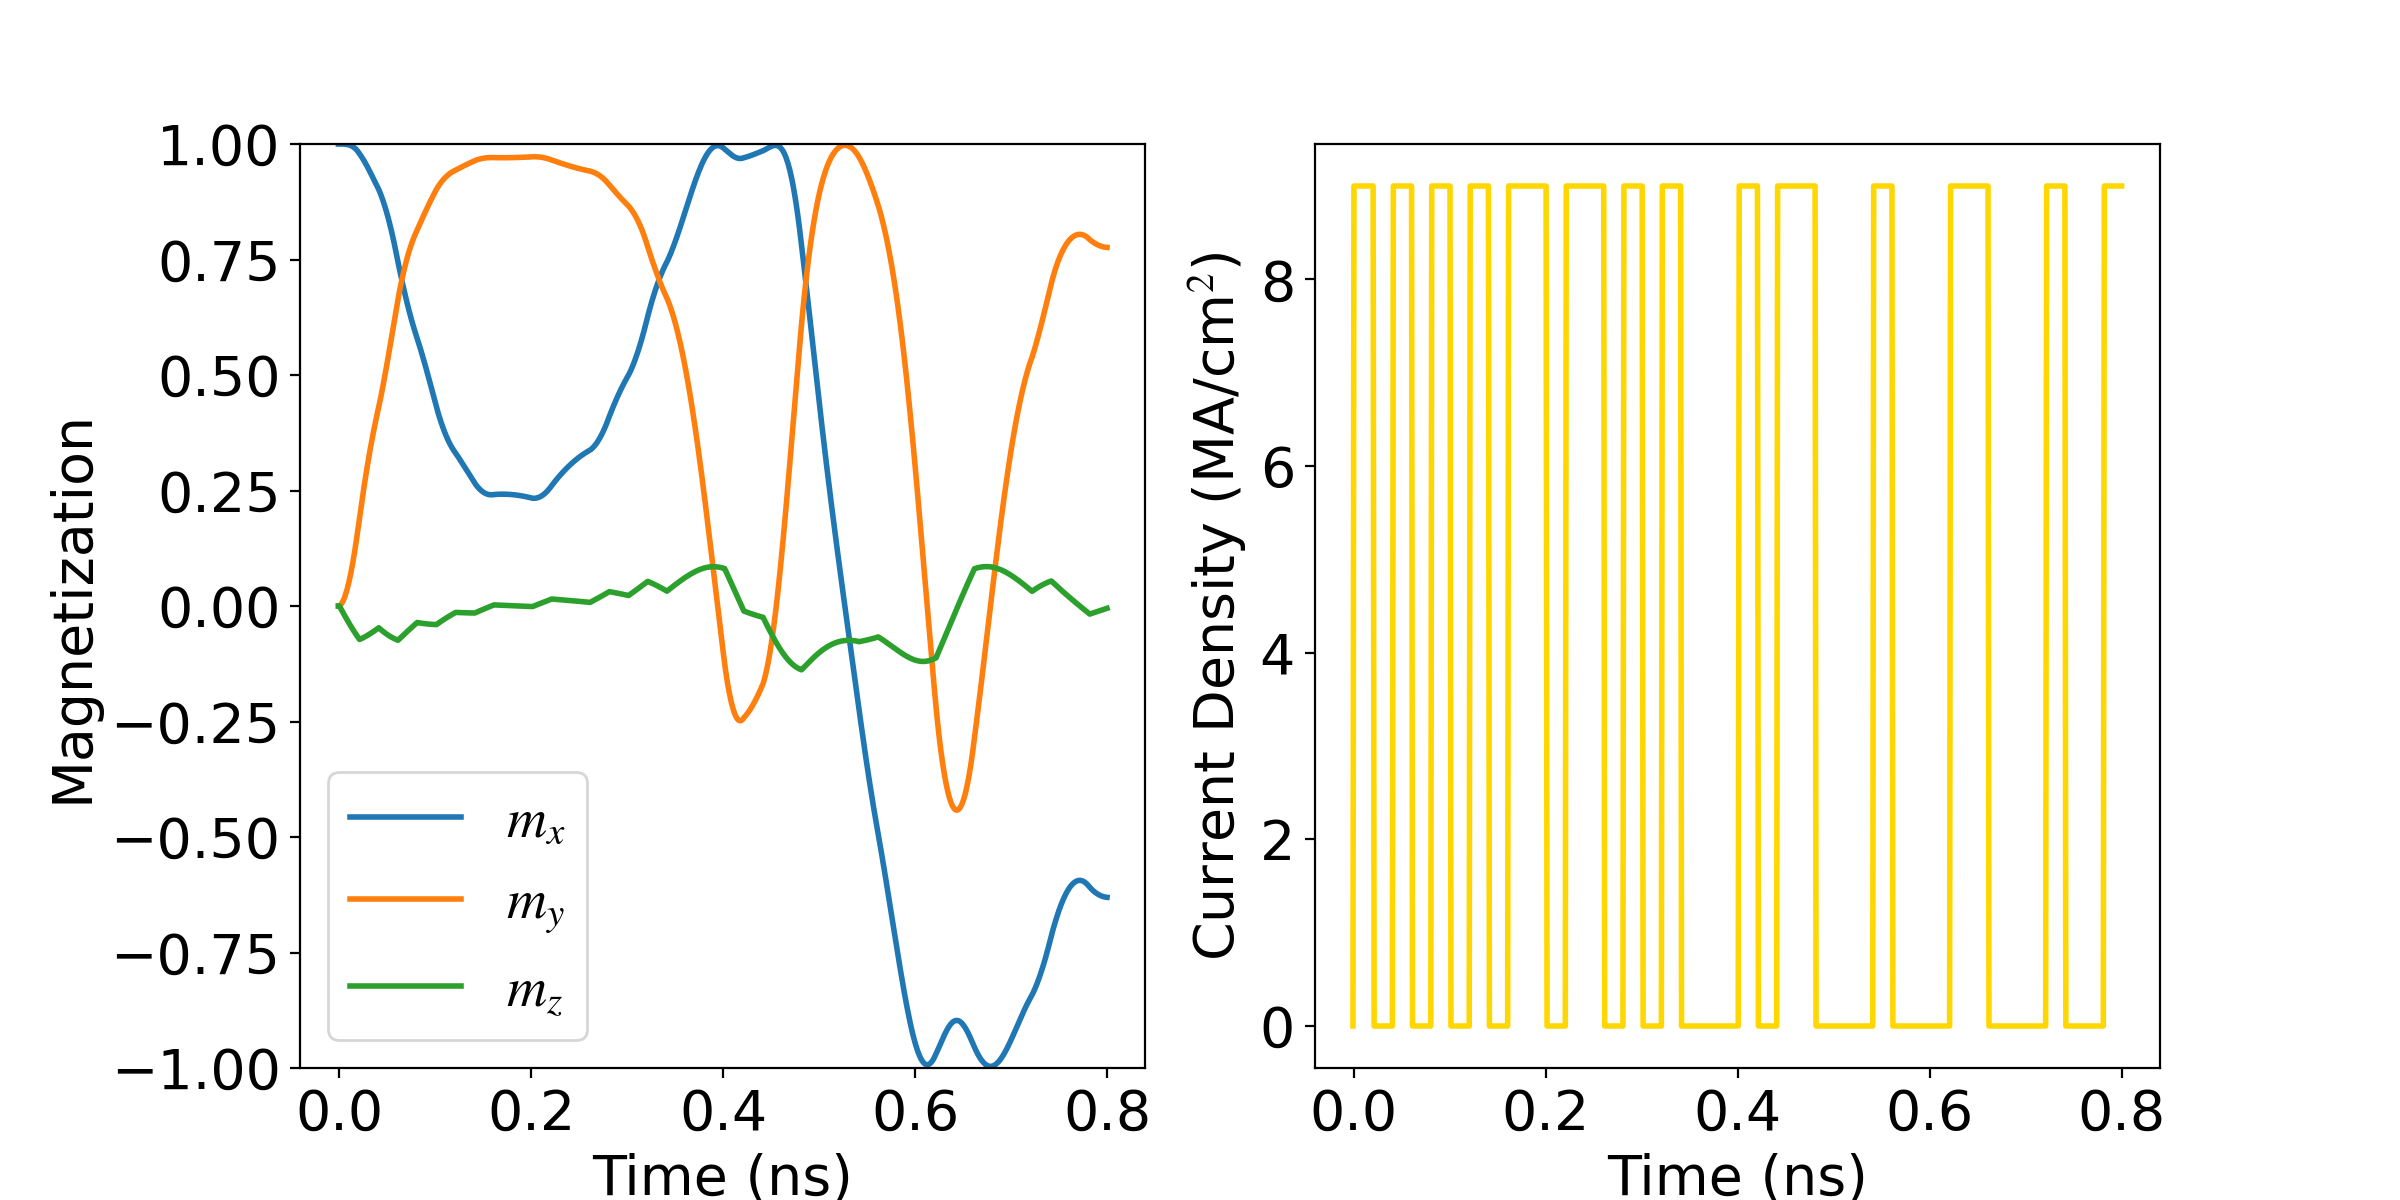 1.00
0.75
0.50
0.25
0.00
−0.25
−0.50
−0.75
−1.00
Magnetization
m_x
m_y
m_z
0.0 0.2 0.4 0.6 0.8
Time (ns)
8
6
4
2
0
Current Density (MA/cm²)
0.0 0.2 0.4 0.6 0.8
Time (ns)